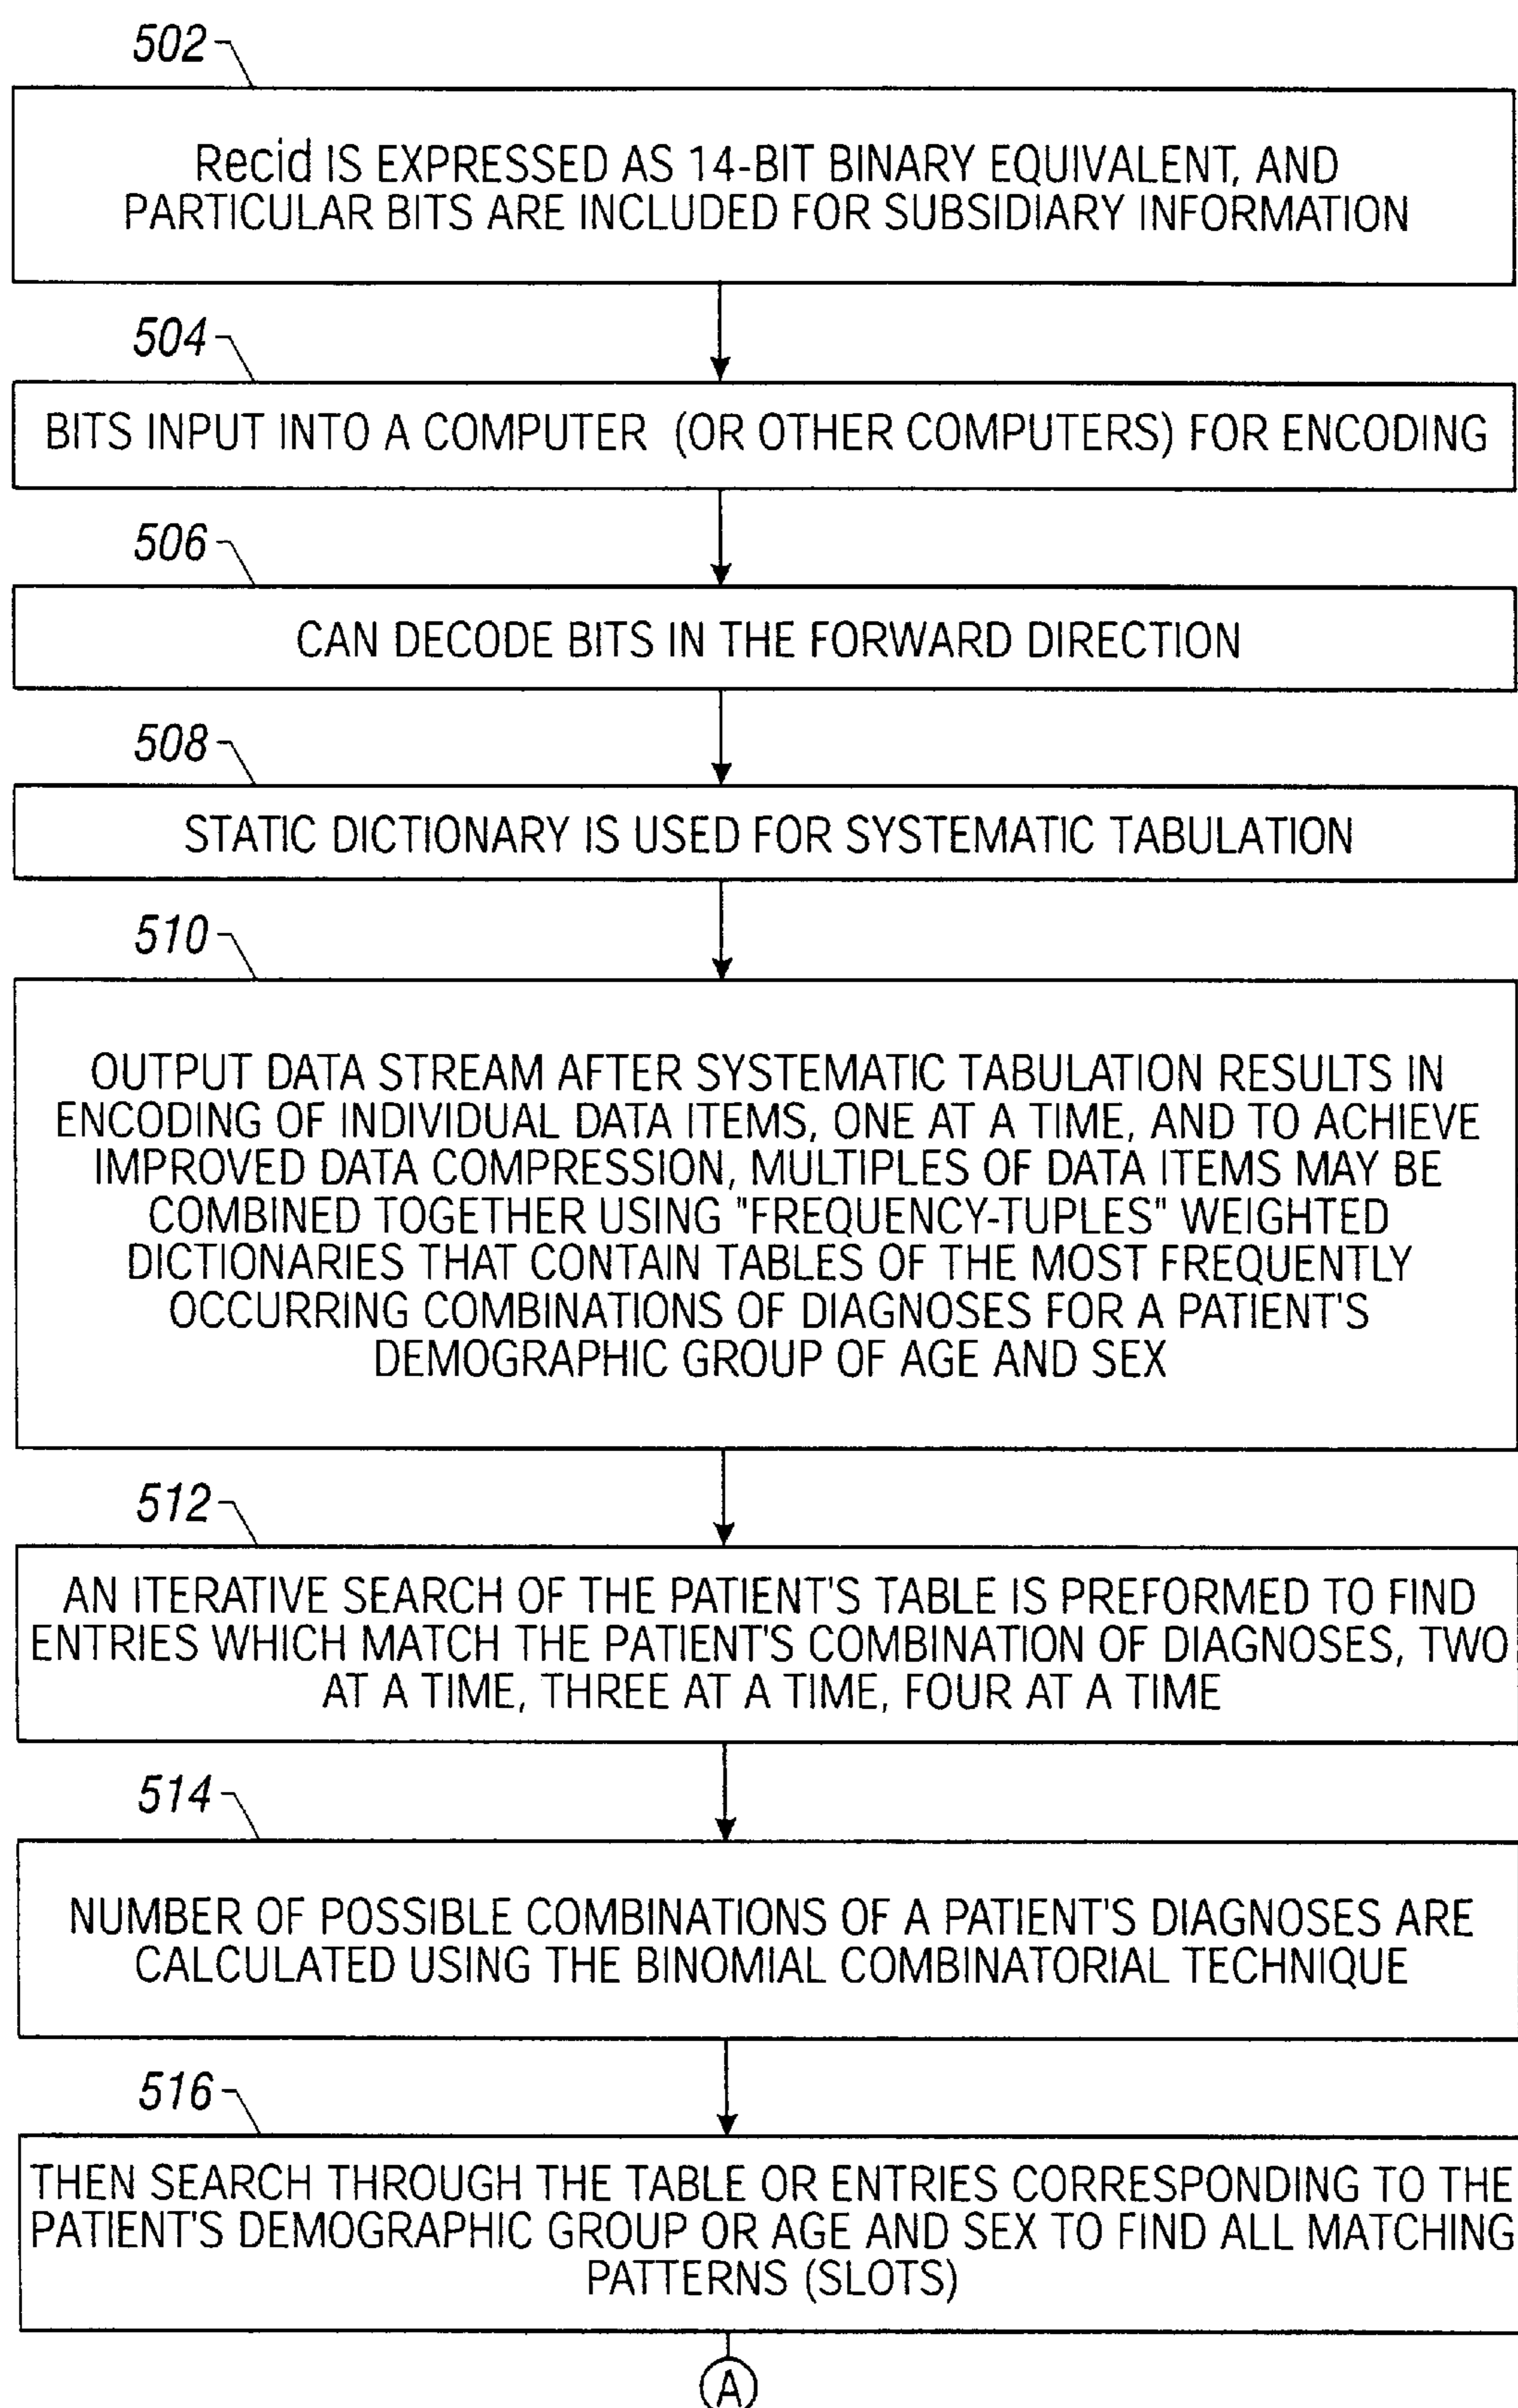 502
Recid IS EXPRESSED AS 14-BIT BINARY EQUIVALENT, AND
PARTICULAR BITS ARE INCLUDED FOR SUBSIDIARY INFORMATION
504
BITS INPUT INTO A COMPUTER (OR OTHER COMPUTERS) FOR ENCODING
506
CAN DECODE BITS IN THE FORWARD DIRECTION
508
STATIC DICTIONARY IS USED FOR SYSTEMATIC TABULATION
510
OUTPUT DATA STREAM AFTER SYSTEMATIC TABULATION RESULTS IN
ENCODING OF INDIVIDUAL DATA ITEMS, ONE AT A TIME, AND TO ACHIEVE
IMPROVED DATA COMPRESSION, MULTIPLES OF DATA ITEMS MAY BE
COMBINED TOGETHER USING "FREQUENCY-TUPLES" WEIGHTED
DICTIONARIES THAT CONTAIN TABLES OF THE MOST FREQUENTLY
OCCURRING COMBINATIONS OF DIAGNOSES FOR A PATIENT'S
DEMOGRAPHIC GROUP OF AGE AND SEX
512
AN ITERATIVE SEARCH OF THE PATIENT'S TABLE IS PREFORMED TO FIND
ENTRIES WHICH MATCH THE PATIENT'S COMBINATION OF DIAGNOSES, TWO
AT A TIME, THREE AT A TIME, FOUR AT A TIME
514
NUMBER OF POSSIBLE COMBINATIONS OF A PATIENT'S DIAGNOSES ARE
CALCULATED USING THE BINOMIAL COMBINATORIAL TECHNIQUE
516
THEN SEARCH THROUGH THE TABLE OR ENTRIES CORRESPONDING TO THE
PATIENT'S DEMOGRAPHIC GROUP OR AGE AND SEX TO FIND ALL MATCHING
PATTERNS (SLOTS)
A